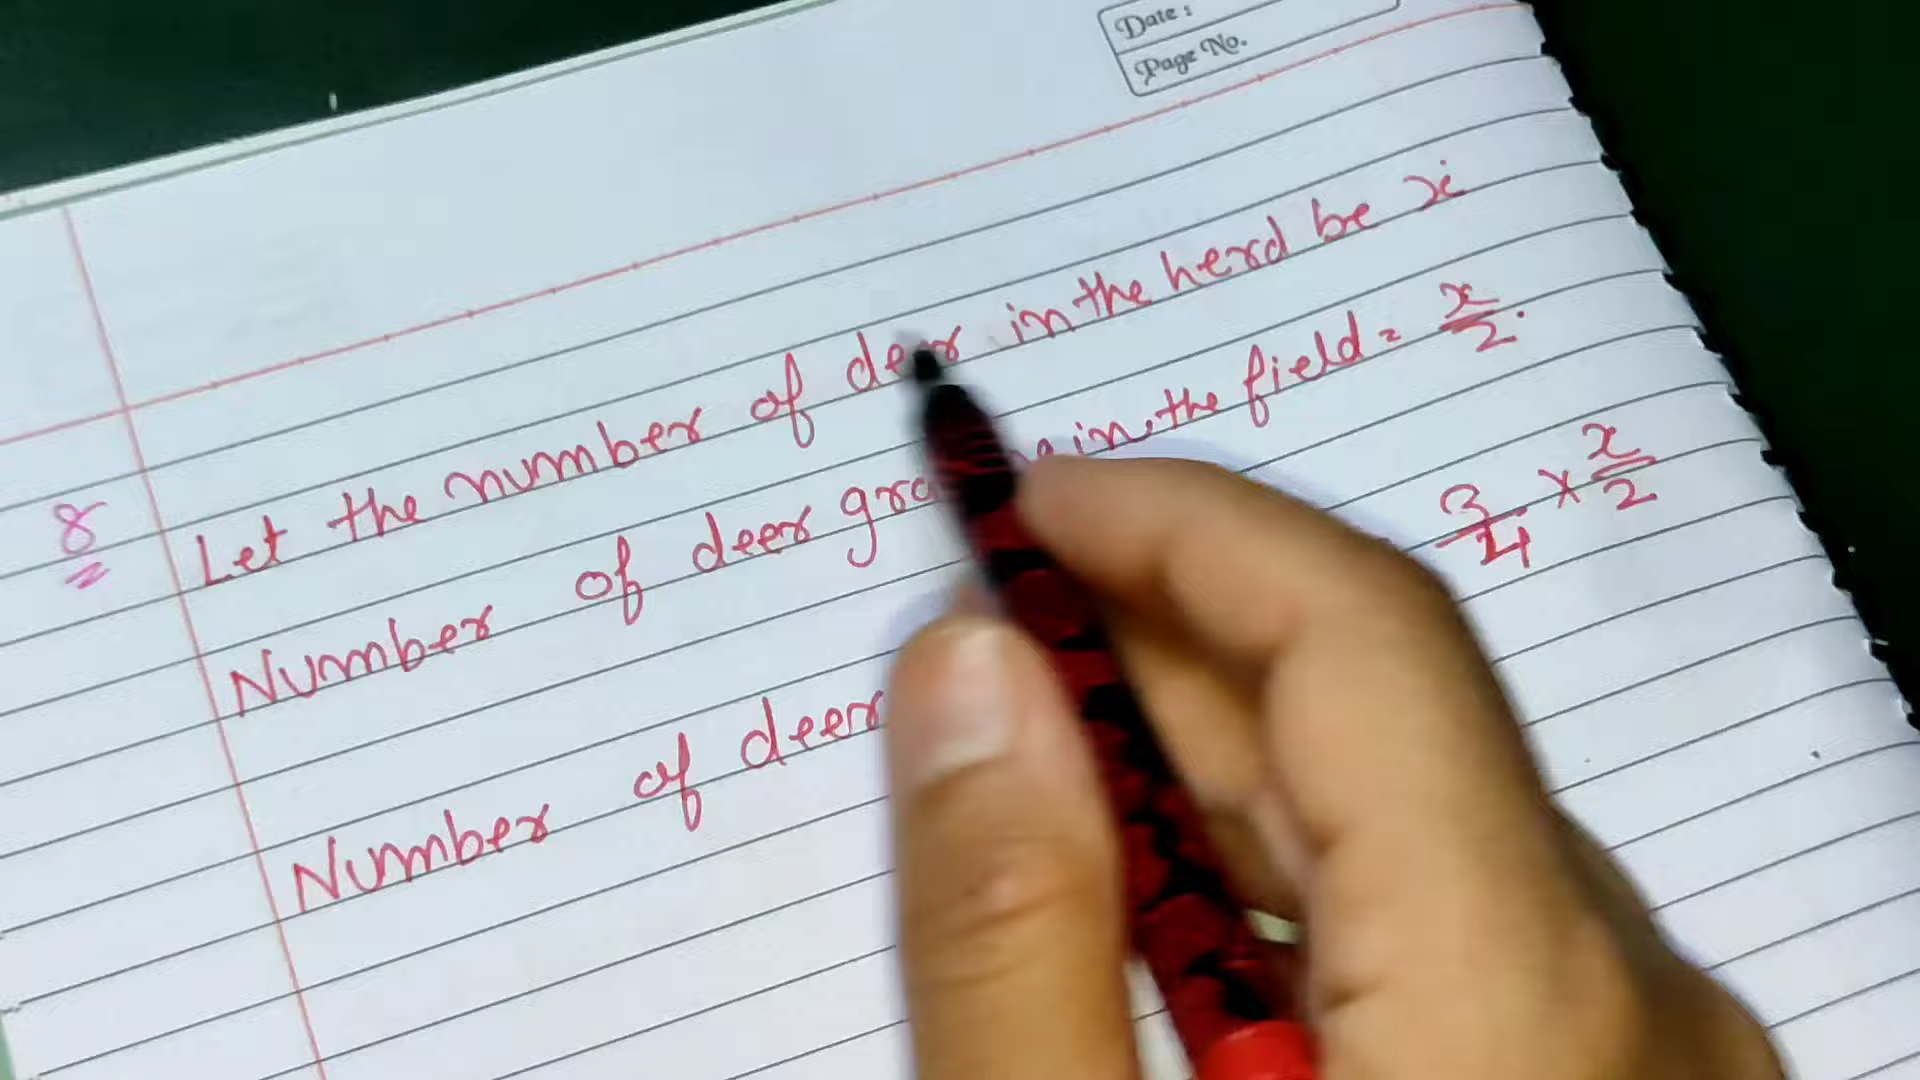 Date :
Page No.
8 Let the number of deer in the herd be x
Number of deer in the field = x/2.
Number of deer 3/4 × x/2